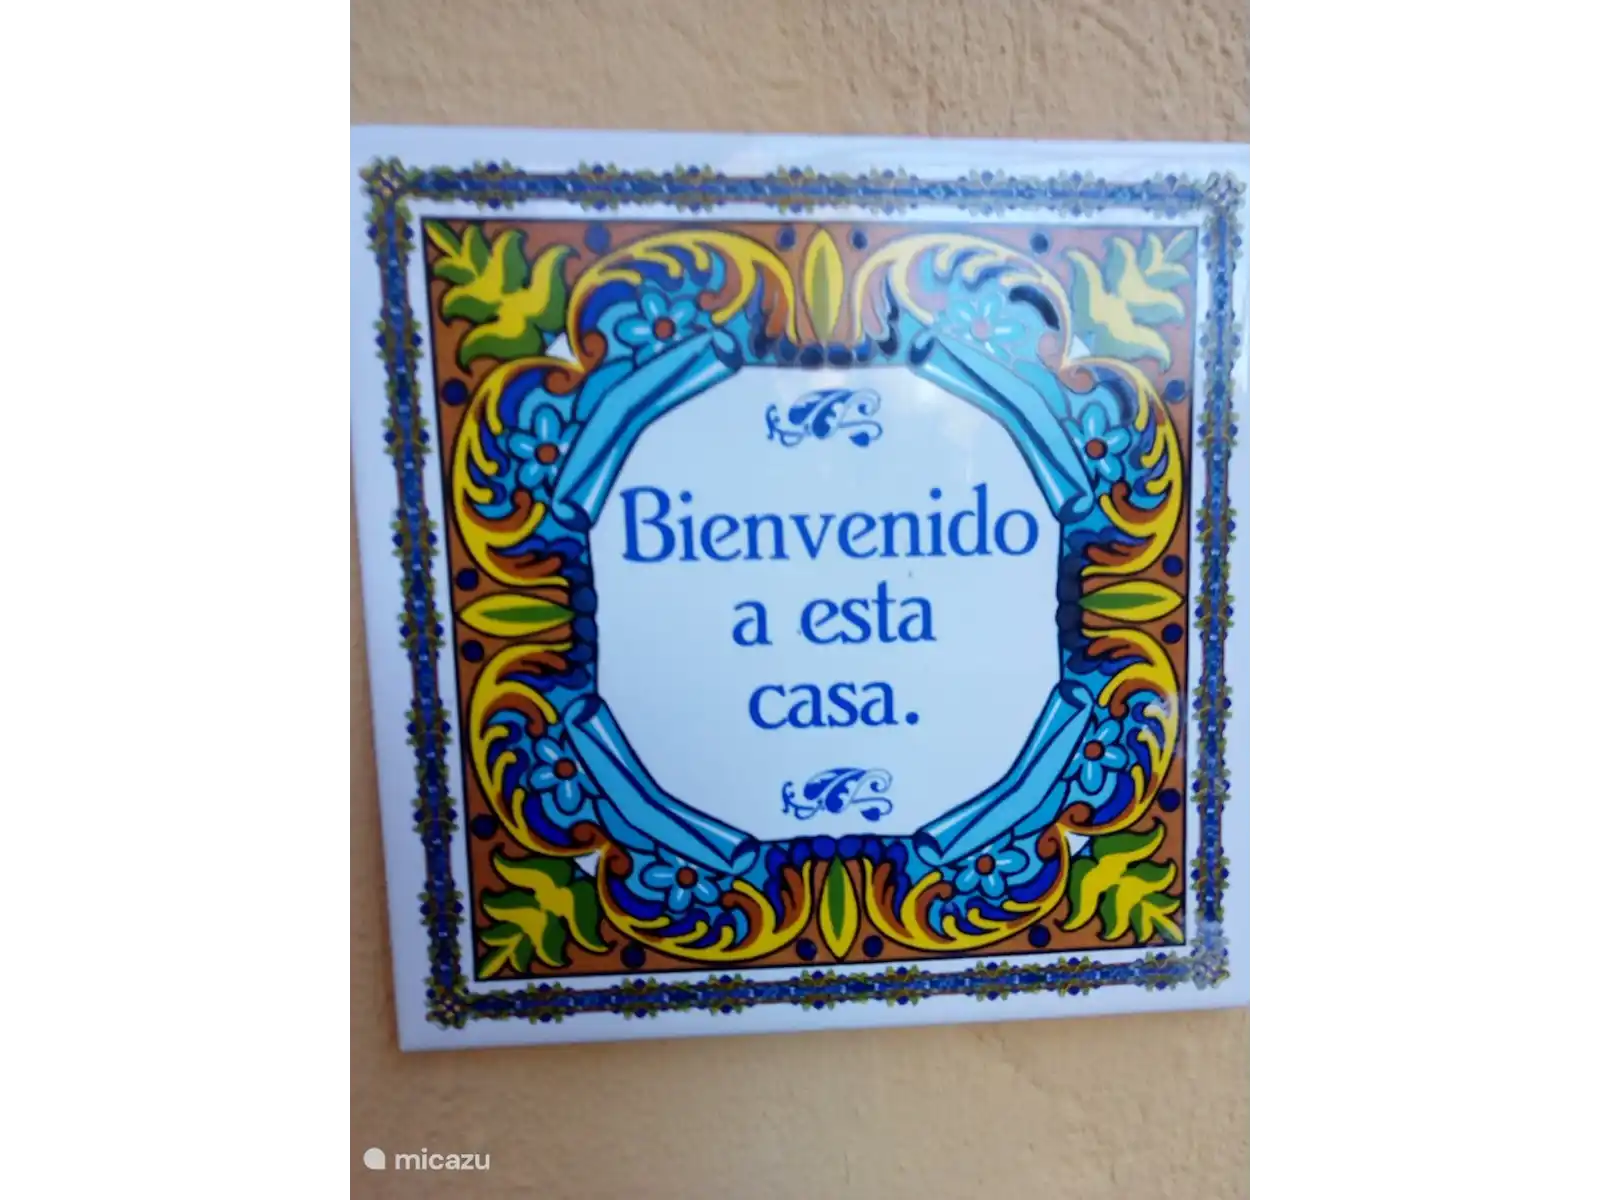 Bienvenido
a esta
casa.
micazu